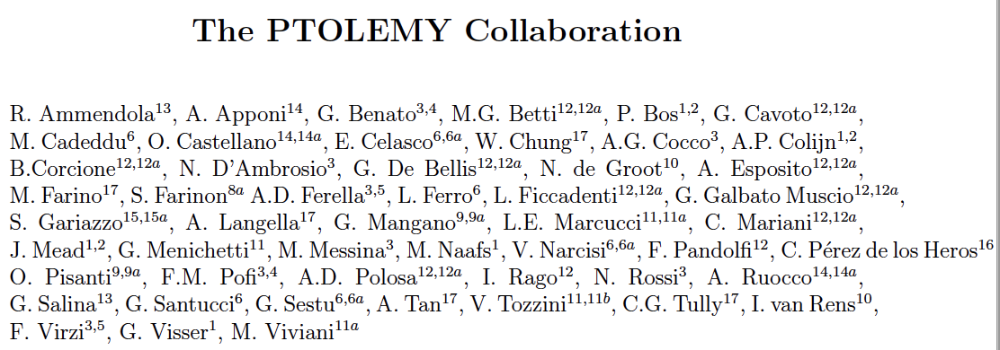 The PTOLEMY Collaboration
R. Ammendola¹³, A. Apponi¹⁴, G. Benato³,⁴, M.G. Betti¹²,¹²ᵃ, P. Bos¹,², G. Cavoto¹²,¹²ᵃ,
M. Cadeddu⁶, O. Castellano¹⁴,¹⁴ᵃ, E. Celasco⁶,⁶ᵃ, W. Chung¹⁷, A.G. Cocco³, A.P. Colijn¹,²,
B.Corcione¹²,¹²ᵃ, N. D'Ambrosio³, G. De Bellis¹²,¹²ᵃ, N. de Groot¹⁰, A. Esposito¹²,¹²ᵃ,
M. Farino¹⁷, S. Farinon⁸ᵃ A.D. Ferella³,⁵, L. Ferro⁶, L. Ficcadenti¹²,¹²ᵃ, G. Galbato Muscio¹²,¹²ᵃ,
S. Gariazzo¹⁵,¹⁵ᵃ, A. Langella¹⁷, G. Mangano⁹,⁹ᵃ, L.E. Marcucci¹¹,¹¹ᵃ, C. Mariani¹²,¹²ᵃ,
J. Mead¹,², G. Menichetti¹¹, M. Messina³, M. Naafs¹, V. Narcisi⁶,⁶ᵃ, F. Pandolfi¹², C. Pérez de los Heros¹⁶
O. Pisanti⁹,⁹ᵃ, F.M. Pofi³,⁴, A.D. Polosa¹²,¹²ᵃ, I. Rago¹², N. Rossi³, A. Ruocco¹⁴,¹⁴ᵃ,
G. Salina¹³, G. Santucci⁶, G. Sestu⁶,⁶ᵃ, A. Tan¹⁷, V. Tozzini¹¹,¹¹ᵇ, C.G. Tully¹⁷, I. van Rens¹⁰,
F. Virzi³,⁵, G. Visser¹, M. Viviani¹¹ᵃ